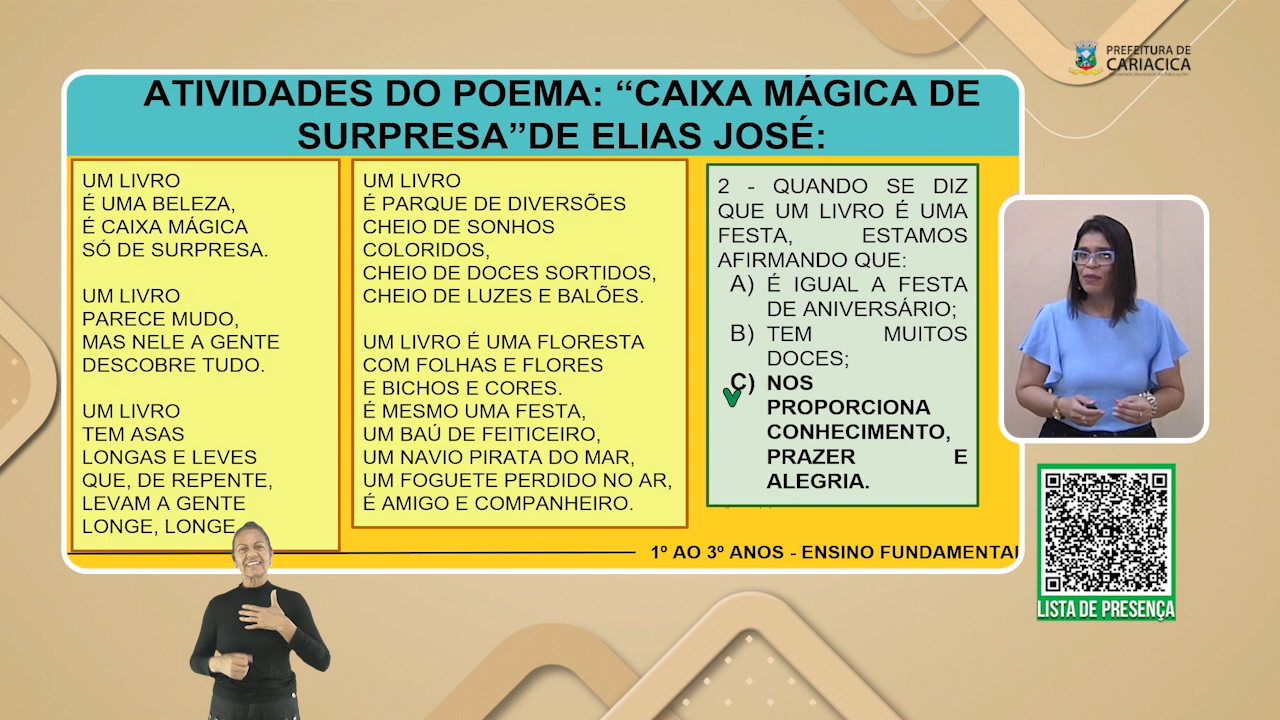 PREFEITURA DE
CARIACICA
ATIVIDADES DO POEMA: “CAIXA MÁGICA DE
SURPRESA”DE ELIAS JOSÉ:
UM LIVRO
É UMA BELEZA,
É CAIXA MÁGICA
SÓ DE SURPRESA.
UM LIVRO
PARECE MUDO,
MAS NELE A GENTE
DESCOBRE TUDO.
UM LIVRO
TEM ASAS
LONGAS E LEVES
QUE, DE REPENTE,
LEVAM A GENTE
LONGE, LONGE
UM LIVRO
É PARQUE DE DIVERSÕES
CHEIO DE SONHOS
COLORIDOS,
CHEIO DE DOCES SORTIDOS,
CHEIO DE LUZES E BALÕES.
UM LIVRO É UMA FLORESTA
COM FOLHAS E FLORES
E BICHOS E CORES.
É MESMO UMA FESTA,
UM BAÚ DE FEITICEIRO,
UM NAVIO PIRATA DO MAR,
UM FOGUETE PERDIDO NO AR,
É AMIGO E COMPANHEIRO.
2 - QUANDO SE DIZ
QUE UM LIVRO É UMA
FESTA, ESTAMOS
AFIRMANDO QUE:
A) É IGUAL A FESTA
DE ANIVERSÁRIO;
B) TEM MUITOS
DOCES;
C) NOS
PROPORCIONA
CONHECIMENTO,
PRAZER E
ALEGRIA.
1º AO 3º ANOS - ENSINO FUNDAMENTAL
LISTA DE PRESENÇA